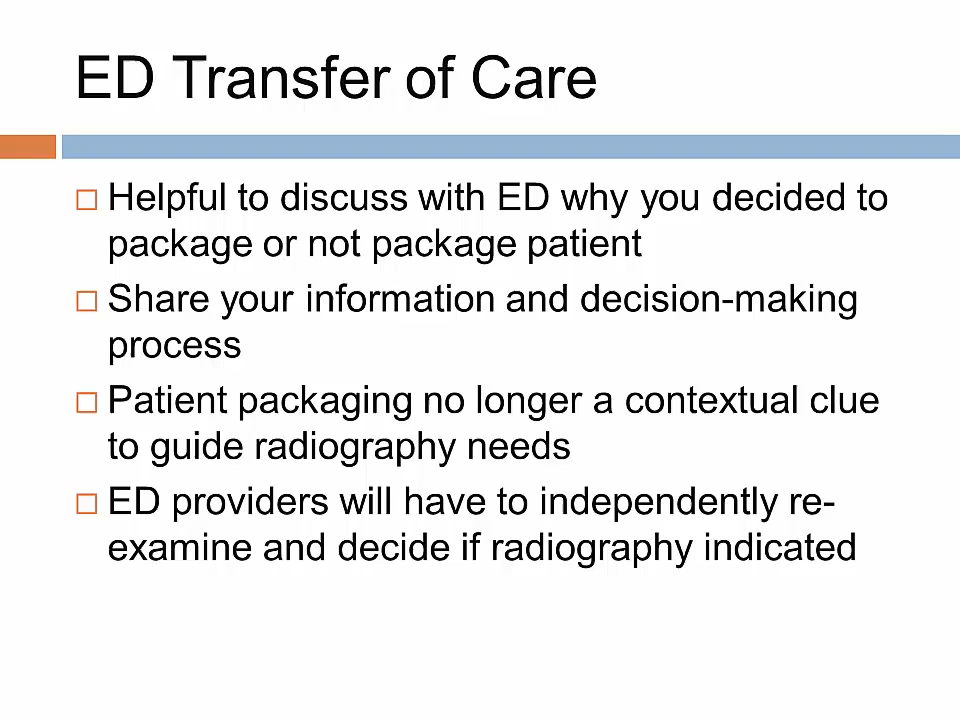 ED Transfer of Care
Helpful to discuss with ED why you decided to
package or not package patient
Share your information and decision-making
process
Patient packaging no longer a contextual clue
to guide radiography needs
ED providers will have to independently re-
examine and decide if radiography indicated